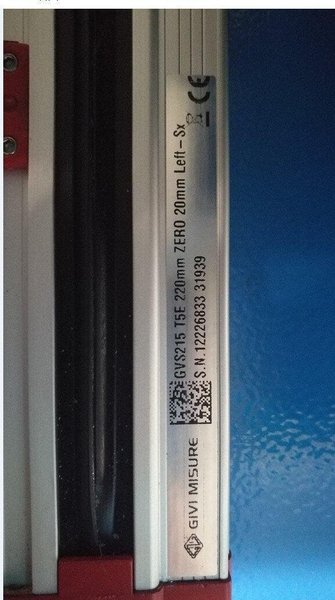 GIVI MISURE
GVS215 T5E 220mm ZERO 20mm Left-Sx
S.N.12226833 31939
CE